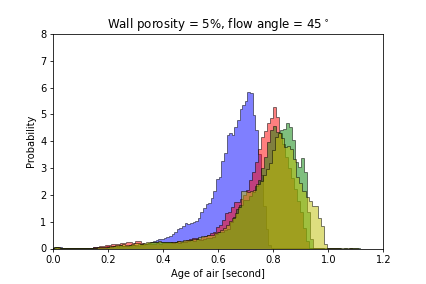 Wall porosity = 5%, flow angle = 45°
8
7
6
5
4
3
2
1
0
Probability
0.0 0.2 0.4 0.6 0.8 1.0 1.2
Age of air [second]